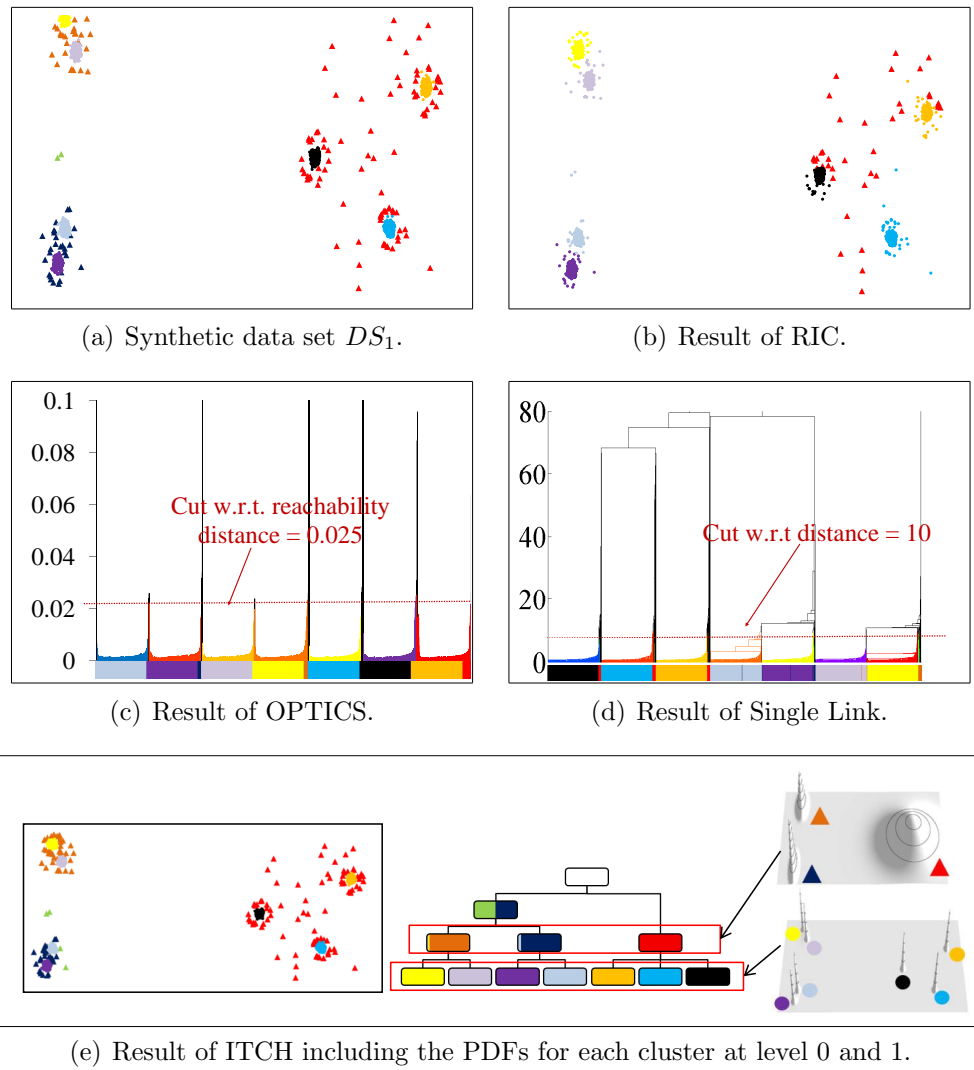 (a) Synthetic data set DS₁.
(b) Result of RIC.
0.1
0.08
0.06
0.04
0.02
0
Cut w.r.t. reachability
distance = 0.025
80
60
40
20
0
Cut w.r.t distance = 10
(c) Result of OPTICS.
(d) Result of Single Link.
(e) Result of ITCH including the PDFs for each cluster at level 0 and 1.